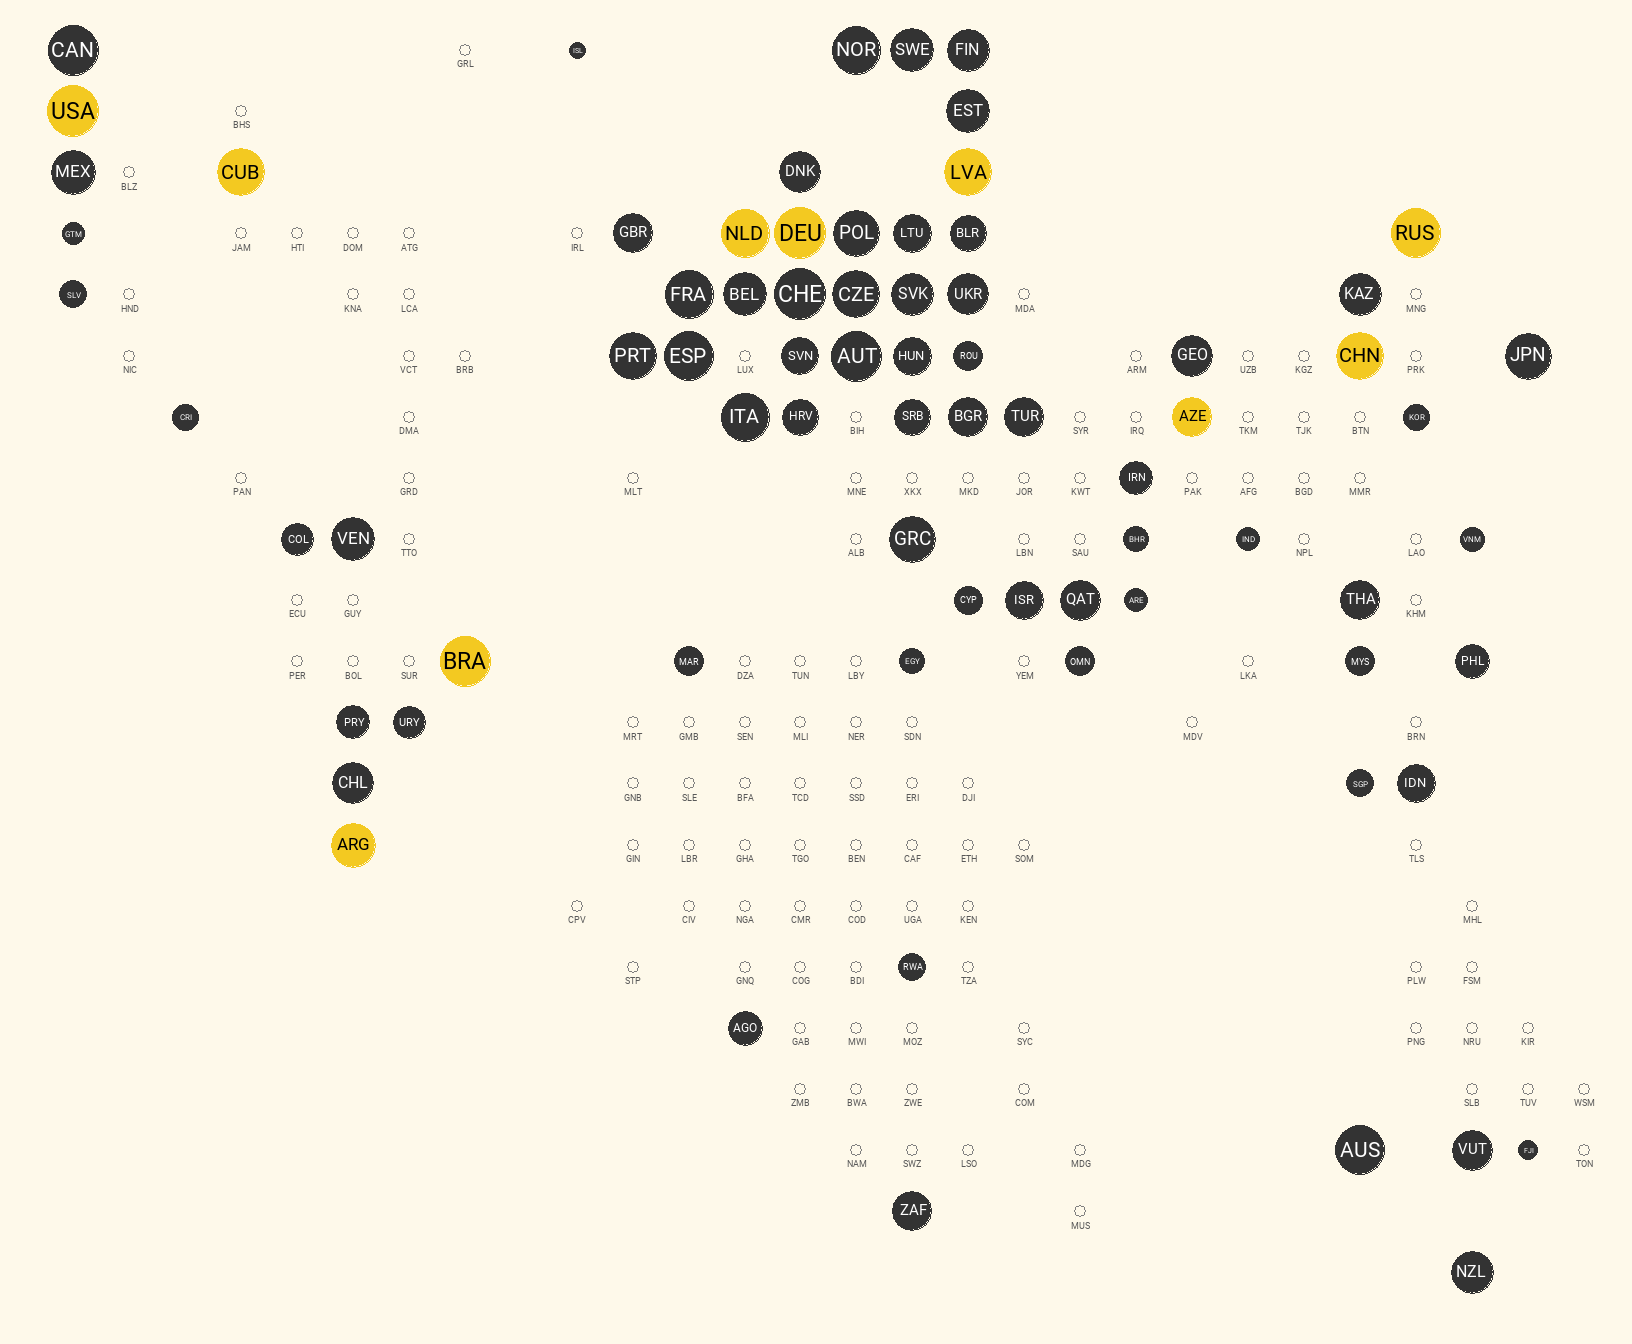 CAN GRL ISL NOR SWE FIN
USA BHS EST
MEX BLZ CUB DNK LVA
GTM JAM HTI DOM ATG IRL GBR NLD DEU POL LTU BLR RUS
SLV HND KNA LCA FRA BEL CHE CZE SVK UKR MDA KAZ MNG
NIC VCT BRB PRT ESP LUX SVN AUT HUN ROU ARM GEO UZB KGZ CHN PRK JPN
CRI DMA ITA HRV BIH SRB BGR TUR SYR IRQ AZE TKM TJK BTN KOR
PAN GRD MLT MNE XKX MKD JOR KWT IRN PAK AFG BGD MMR
COL VEN TTO ALB GRC LBN SAU BHR IND NPL LAO VNM
ECU GUY CYP ISR QAT ARE THA KHM
PER BOL SUR BRA MAR DZA TUN LBY EGY YEM OMN LKA MYS PHL
PRY URY MRT GMB SEN MLI NER SDN MDV BRN
CHL GNB SLE BFA TCD SSD ERI DJI SGP IDN
ARG GIN LBR GHA TGO BEN CAF ETH SOM TLS
CPV CIV NGA CMR COD UGA KEN MHL
STP GNQ COG BDI RWA TZA PLW FSM
AGO GAB MWI MOZ SYC PNG NRU KIR
ZMB BWA ZWE COM SLB TUV WSM
NAM SWZ LSO MDG AUS VUT FJI TON
ZAF MUS
NZL